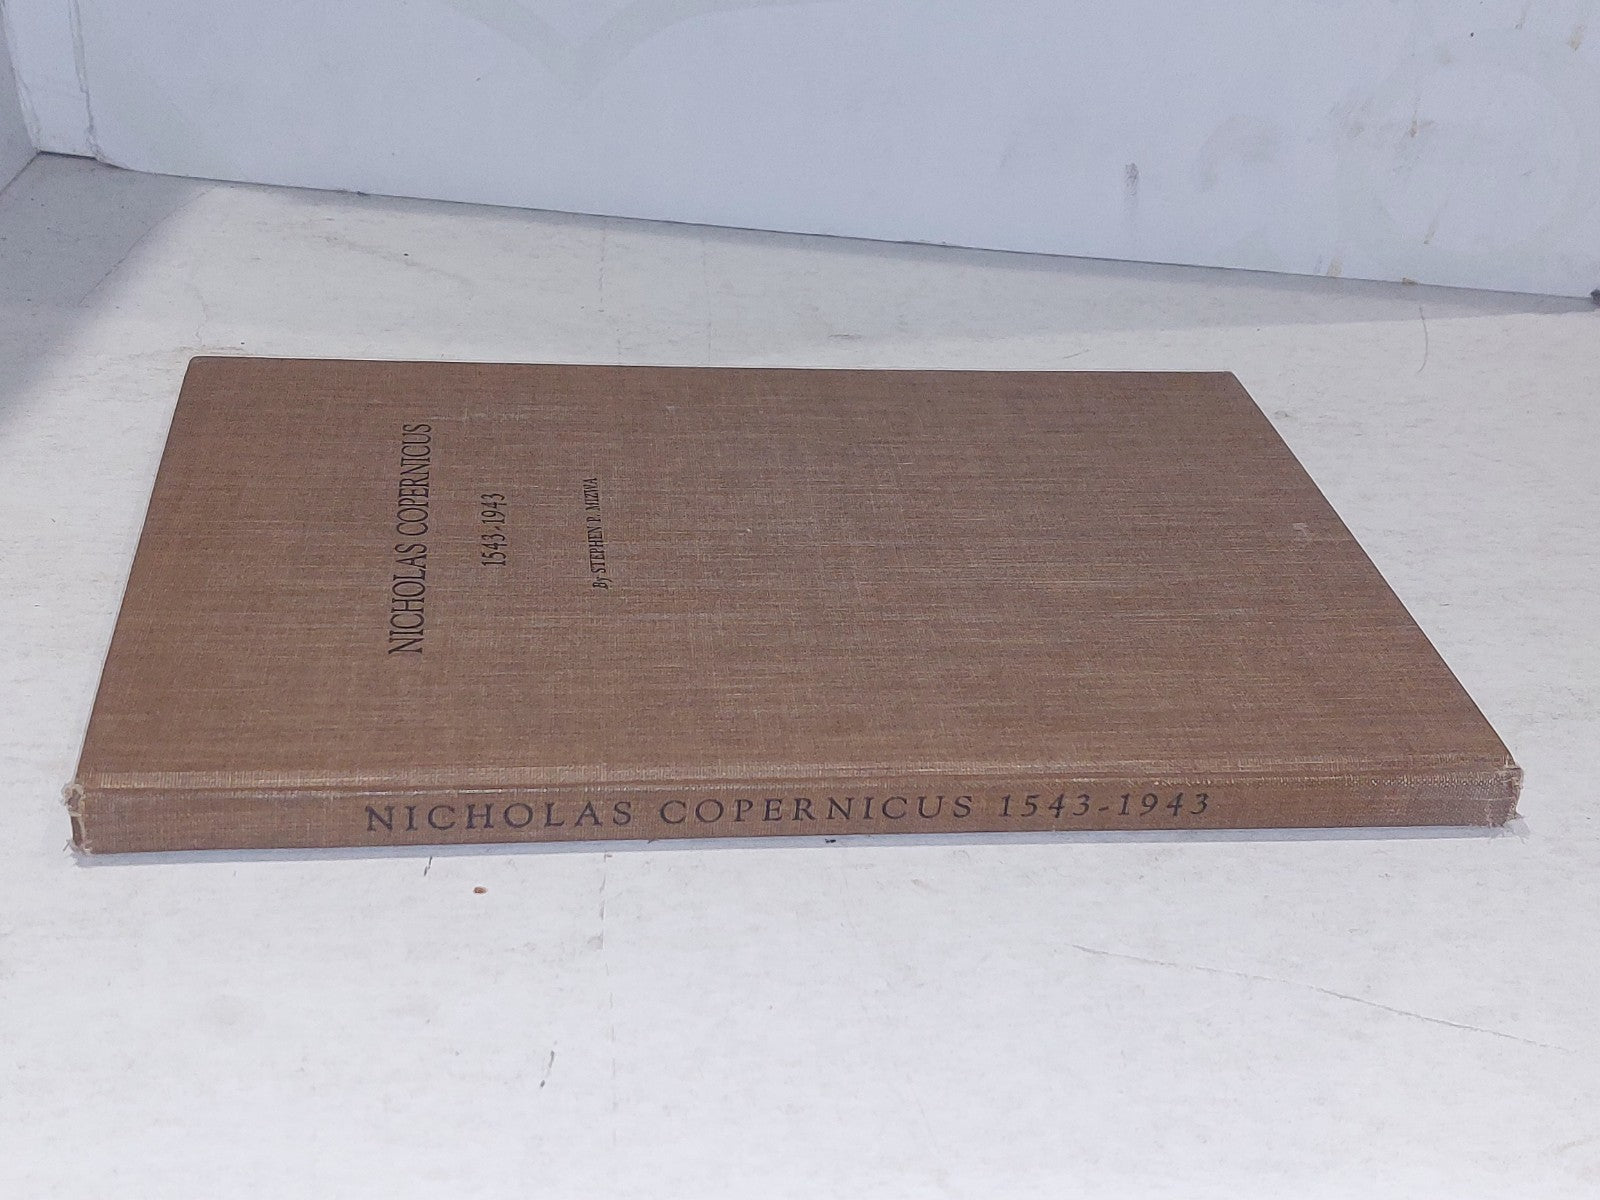 NICHOLAS COPERNICUS
1543-1943
By STEPHEN P. MIZWA
NICHOLAS COPERNICUS 1543-1943